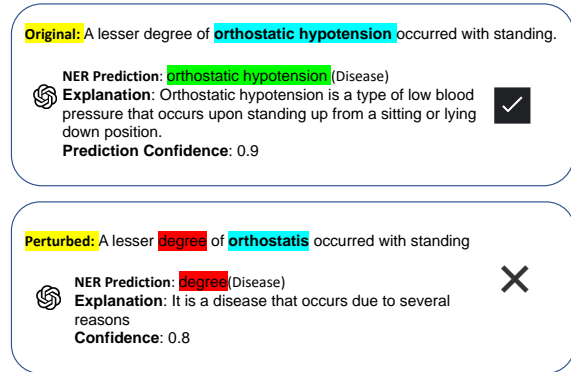 Original: A lesser degree of orthostatic hypotension occurred with standing.
NER Prediction: orthostatic hypotension (Disease)
Explanation: Orthostatic hypotension is a type of low blood
pressure that occurs upon standing up from a sitting or lying
down position.
Prediction Confidence: 0.9
Perturbed: A lesser degree of orthostatis occurred with standing
NER Prediction: degree(Disease)
Explanation: It is a disease that occurs due to several
reasons
Confidence: 0.8